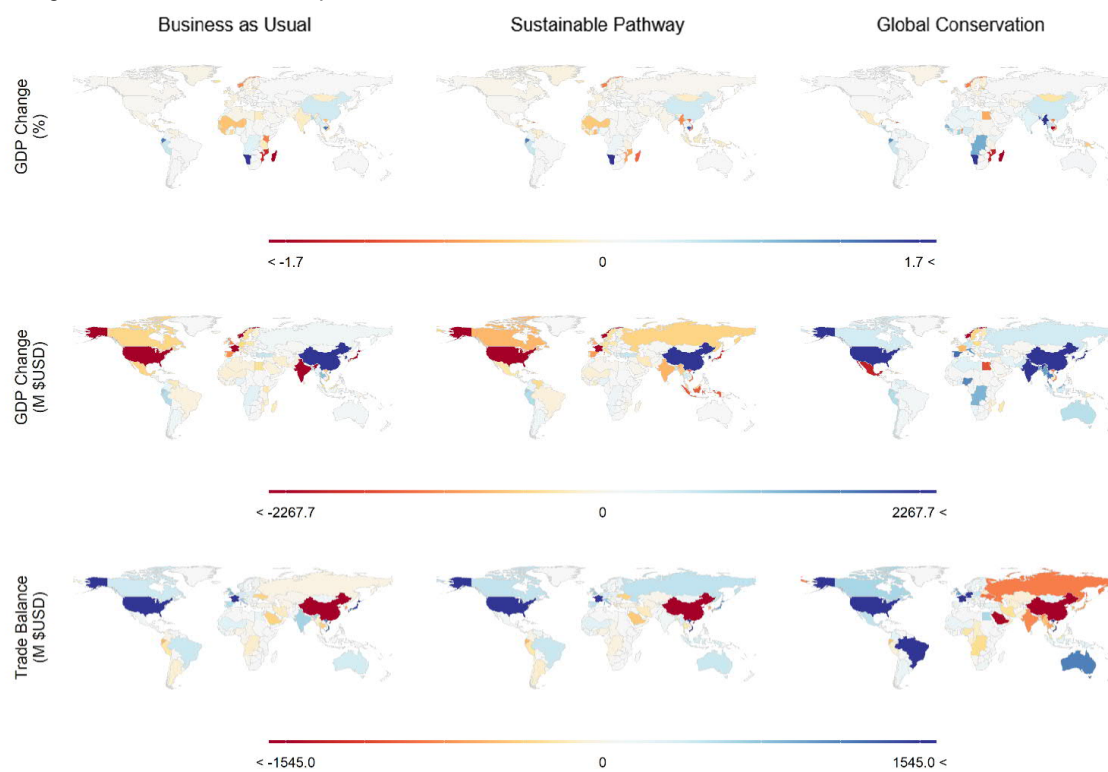 Business as Usual
Sustainable Pathway
Global Conservation
GDP Change
(%)
< -1.7
0
1.7 <
GDP Change
(M $USD)
< -2267.7
0
2267.7 <
Trade Balance
(M $USD)
< -1545.0
0
1545.0 <